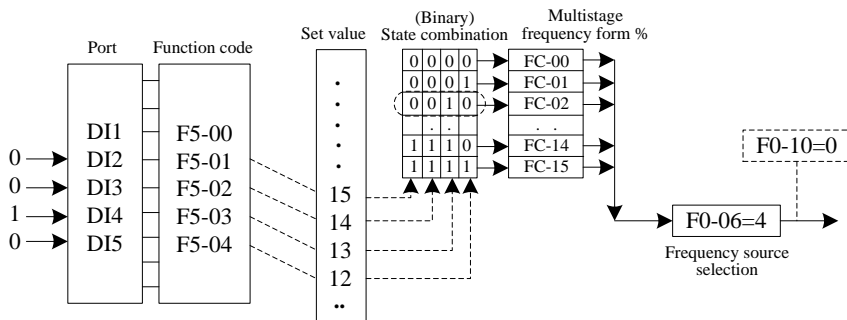 Port
Function code
Set value
(Binary)
State combination
Multistage
frequency form %
0
0
1
0
DI1
DI2
DI3
DI4
DI5
F5-00
F5-01
F5-02
F5-03
F5-04
15
14
13
12
0 0 0 0
0 0 0 1
0 0 1 0
. .
1 1 1 0
1 1 1 1
FC-00
FC-01
FC-02
. .
FC-14
FC-15
F0-10=0
F0-06=4
Frequency source
selection